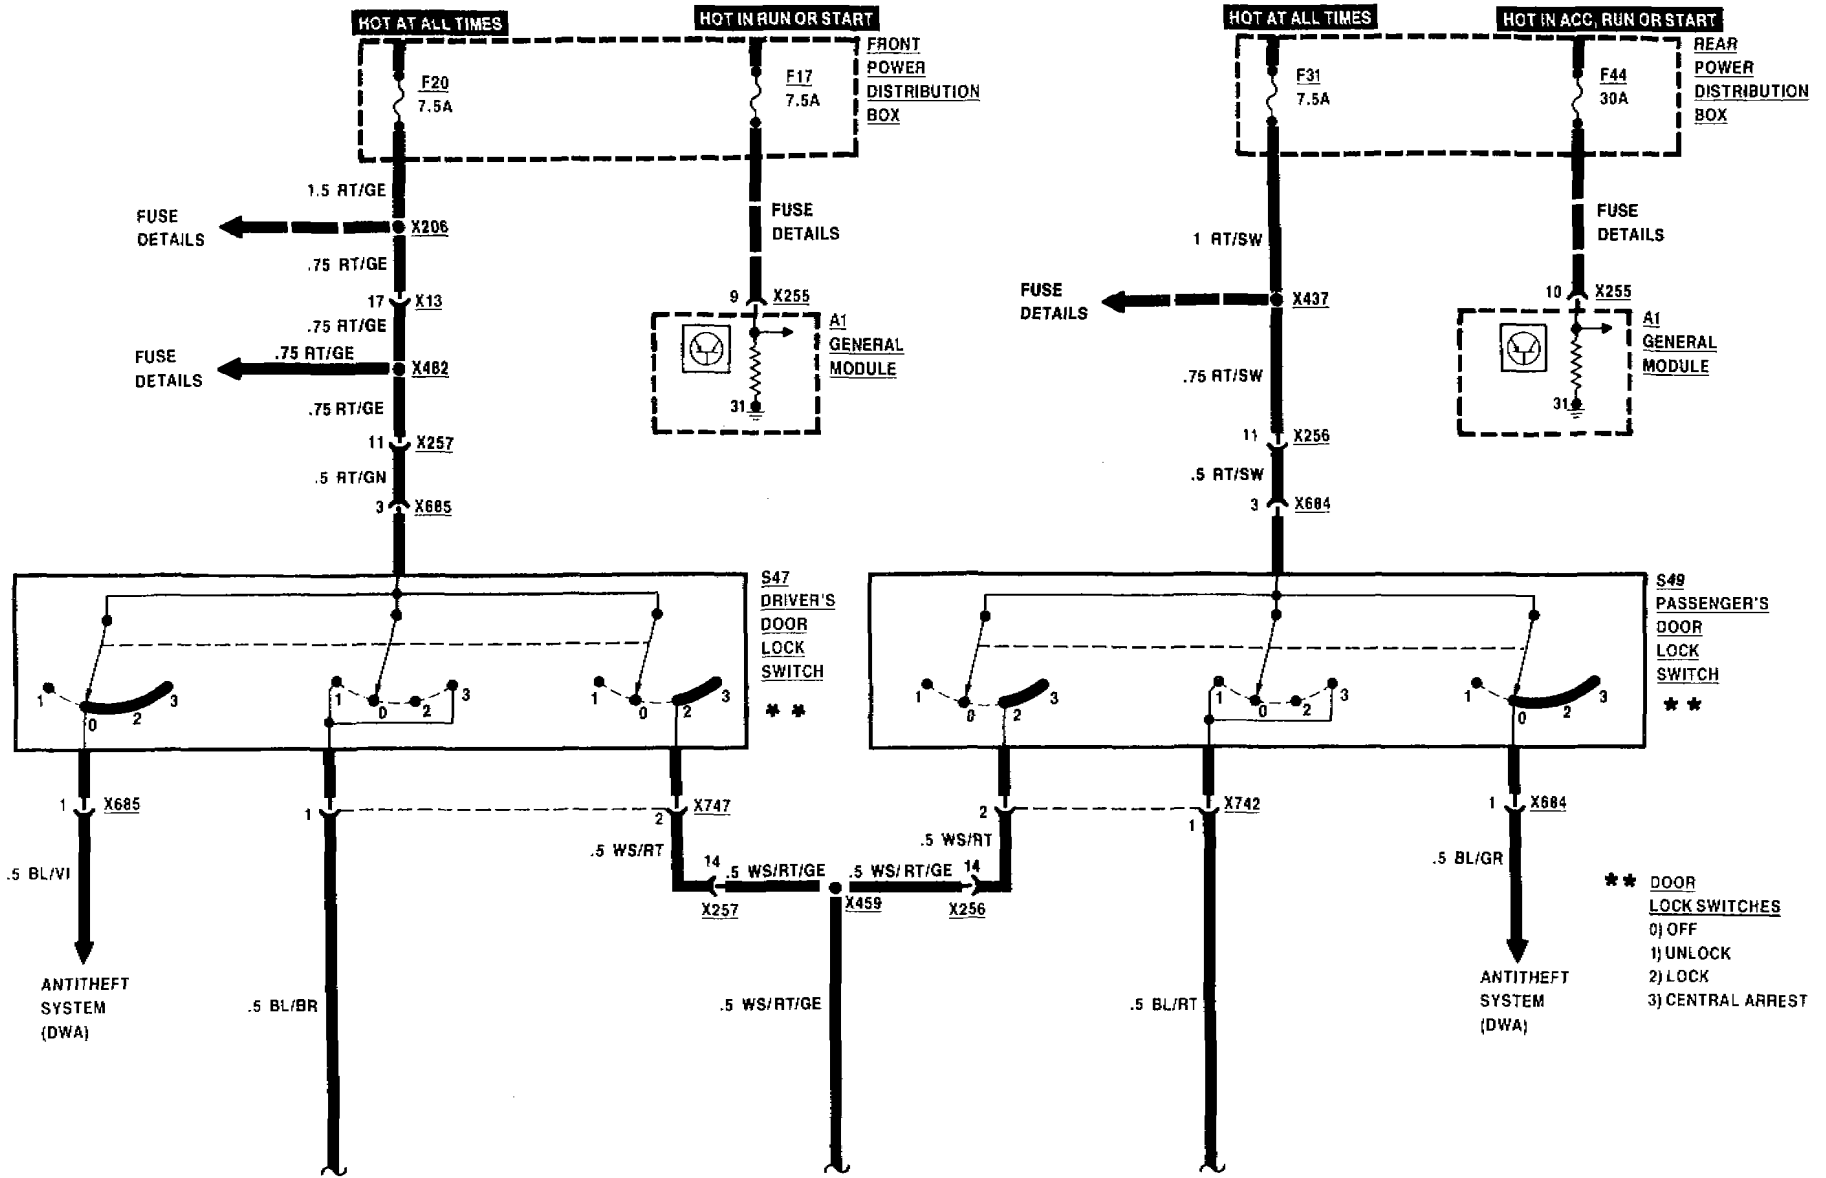 HOT AT ALL TIMES
HOT IN RUN OR START
HOT AT ALL TIMES
HOT IN ACC, RUN OR START
F20
7.5A
F17
7.5A
FRONT
POWER
DISTRIBUTION
BOX
F31
7.5A
F44
30A
REAR
POWER
DISTRIBUTION
BOX
1.5 RT/GE
FUSE
DETAILS
X206
.75 RT/GE
17
X13
.75 RT/GE
FUSE
DETAILS
.75 RT/GE
X482
.75 RT/GE
11
X257
.5 RT/GN
3
X685
FUSE
DETAILS
9
X255
A1
GENERAL
MODULE
31
1 RT/SW
FUSE
DETAILS
X437
.75 RT/SW
11
X256
.5 RT/SW
3
X684
FUSE
DETAILS
10
X255
A1
GENERAL
MODULE
31
S47
DRIVER'S
DOOR
LOCK
SWITCH
* *
1
0
2
3
1
0
2
3
1
0
2
3
S49
PASSENGER'S
DOOR
LOCK
SWITCH
* *
1
0
2
3
1
0
2
3
1
0
2
3
1
X685
1
2
X747
2
1
X742
1
X684
.5 BL/VI
.5 WS/RT
14
.5 WS/RT/GE
X257
X459
.5 WS/RT/GE
14
X256
.5 WS/RT
.5 BL/GR
ANTITHEFT
SYSTEM
(DWA)
.5 BL/BR
.5 WS/RT/GE
.5 BL/RT
ANTITHEFT
SYSTEM
(DWA)
* * DOOR
LOCK SWITCHES
0) OFF
1) UNLOCK
2) LOCK
3) CENTRAL ARREST